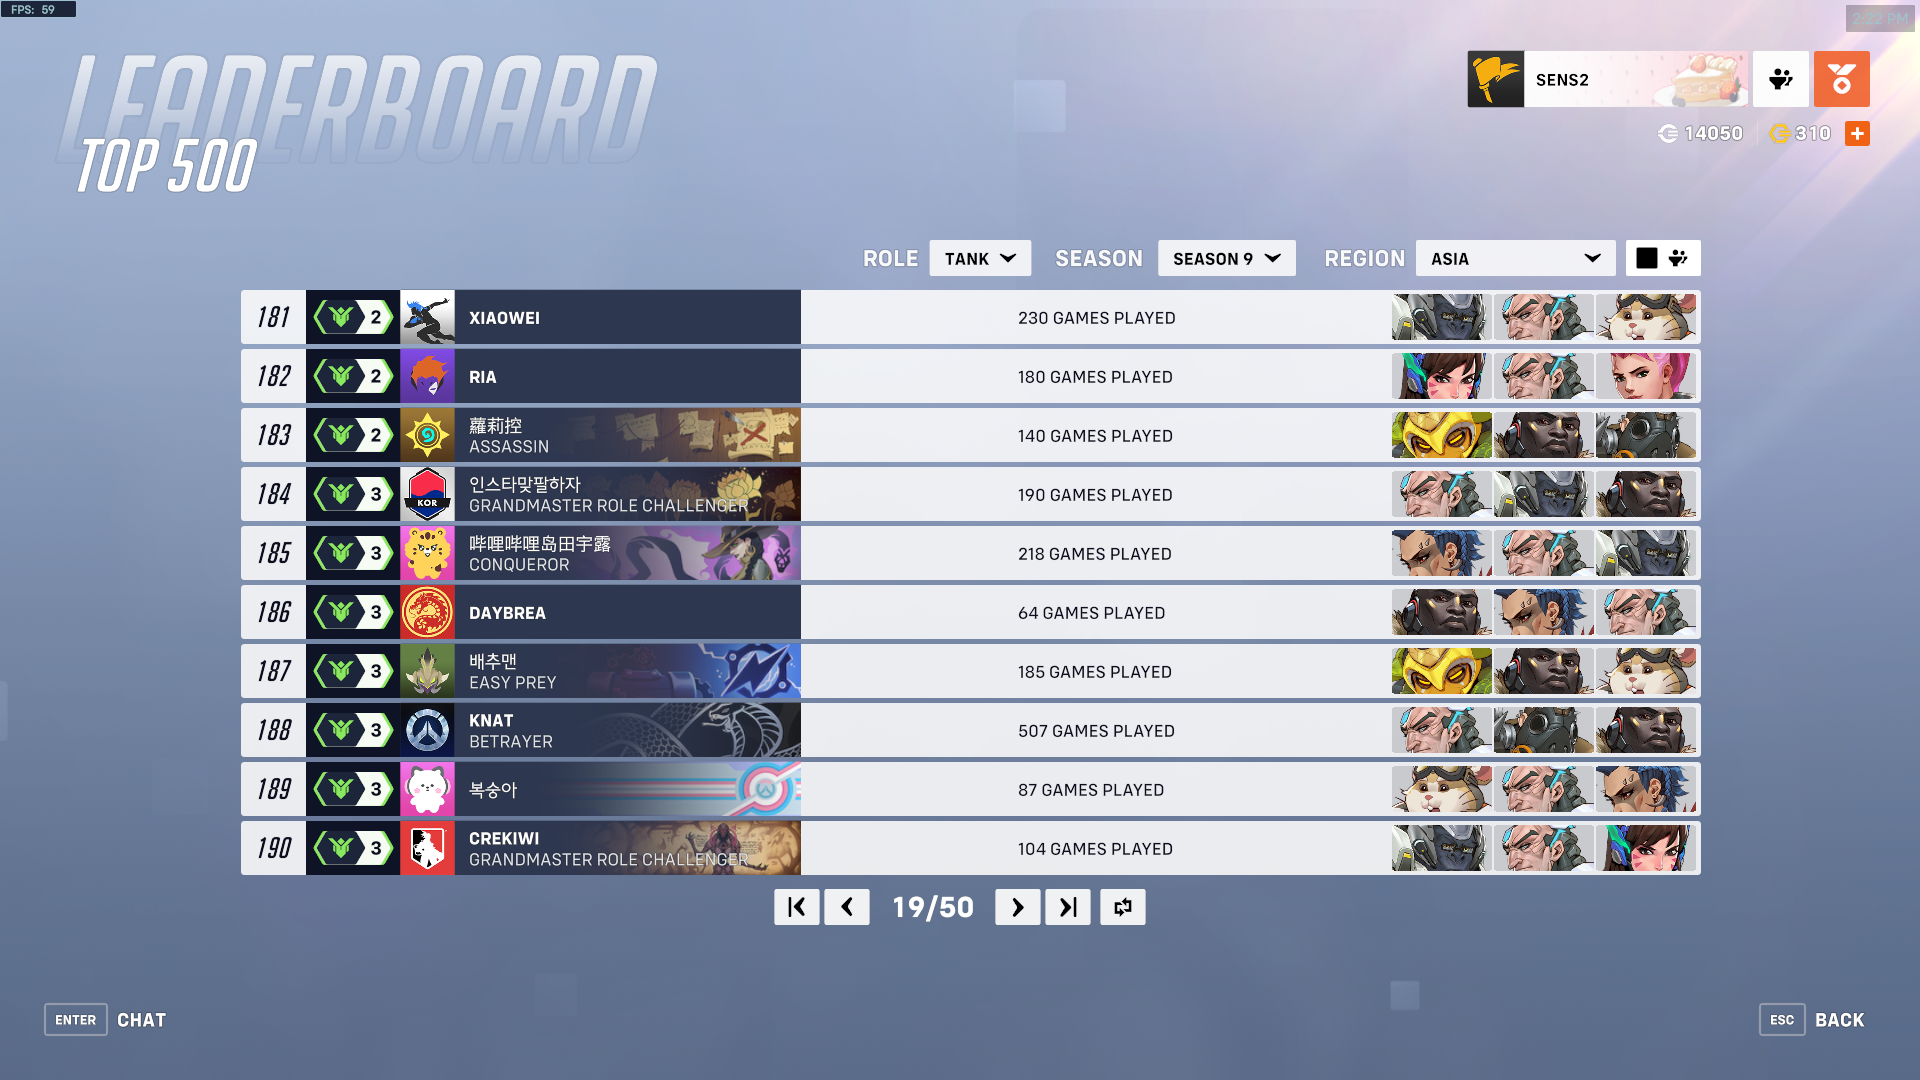 FPS: 59
2:22 PM
LEADERBOARD
TOP 500
SENS2
14050
310
ROLE TANK SEASON SEASON 9 REGION ASIA
181 2 XIAOWEI 230 GAMES PLAYED
182 2 RIA 180 GAMES PLAYED
183 2 蘿莉控 140 GAMES PLAYED
ASSASSIN
184 3 KOR 인스타맞팔하자 190 GAMES PLAYED
GRANDMASTER ROLE CHALLENGER
185 3 哔哩哔哩岛田宇露 218 GAMES PLAYED
CONQUEROR
186 3 DAYBREA 64 GAMES PLAYED
187 3 배추맨 185 GAMES PLAYED
EASY PREY
188 3 KNAT 507 GAMES PLAYED
BETRAYER
189 3 복숭아 87 GAMES PLAYED
190 3 CREKIWI 104 GAMES PLAYED
GRANDMASTER ROLE CHALLENGER
19/50
ENTER CHAT
ESC BACK